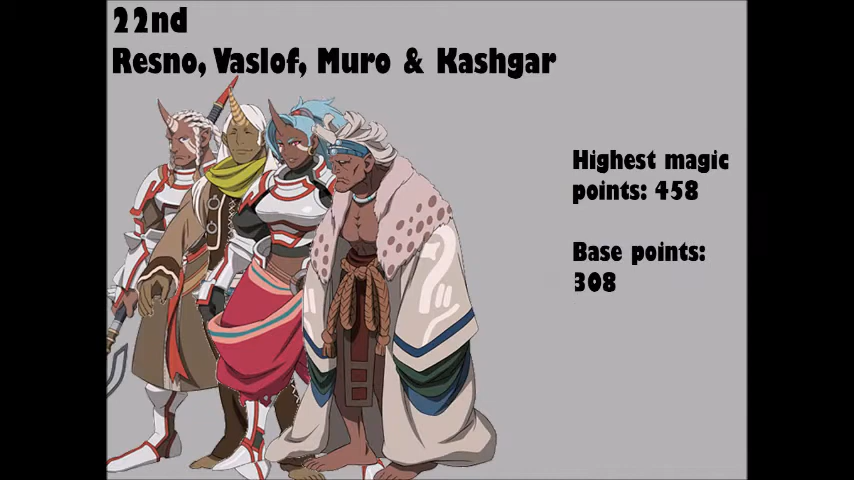 22nd
Resno, Vaslof, Muro & Kashgar
Highest magic
points: 458
Base points:
308